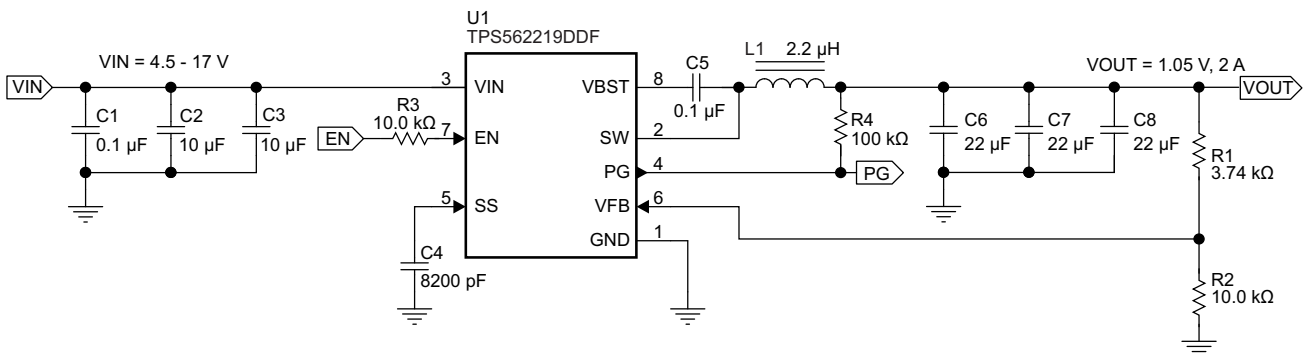 U1
TPS562219DDF
VIN = 4.5 - 17 V
VIN
C1
0.1 µF
C2
10 µF
C3
10 µF
R3
10.0 kΩ
EN
3
7
5
VIN
EN
SS
VBST
SW
PG
VFB
GND
8
2
4
6
1
C4
8200 pF
C5
0.1 µF
L1 2.2 µH
R4
100 kΩ
PG
C6
22 µF
C7
22 µF
C8
22 µF
VOUT = 1.05 V, 2 A
VOUT
R1
3.74 kΩ
R2
10.0 kΩ